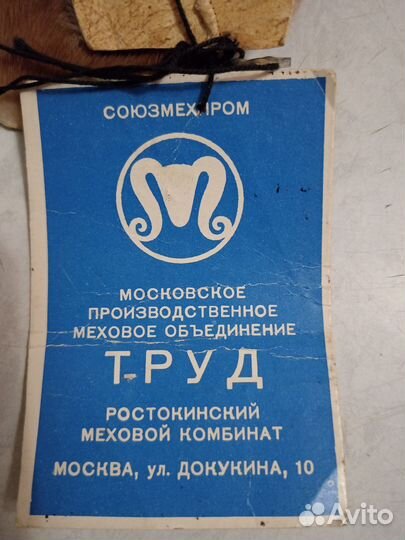 СОЮЗМЕХПРОМ
МОСКОВСКОЕ
ПРОИЗВОДСТВЕННОЕ
МЕХОВОЕ ОБЪЕДИНЕНИЕ
ТРУД
РОСТОКИНСКИЙ
МЕХОВОЙ КОМБИНАТ
МОСКВА, ул. ДОКУКИНА, 10
Avito